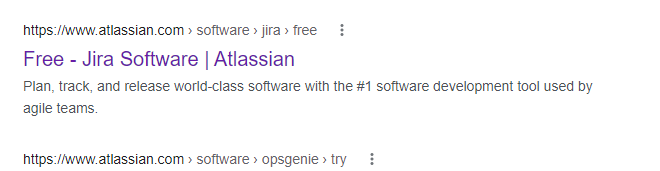 https://www.atlassian.com › software › jira › free
Free - Jira Software | Atlassian
Plan, track, and release world-class software with the #1 software development tool used by
agile teams.
https://www.atlassian.com › software › opsgenie › try